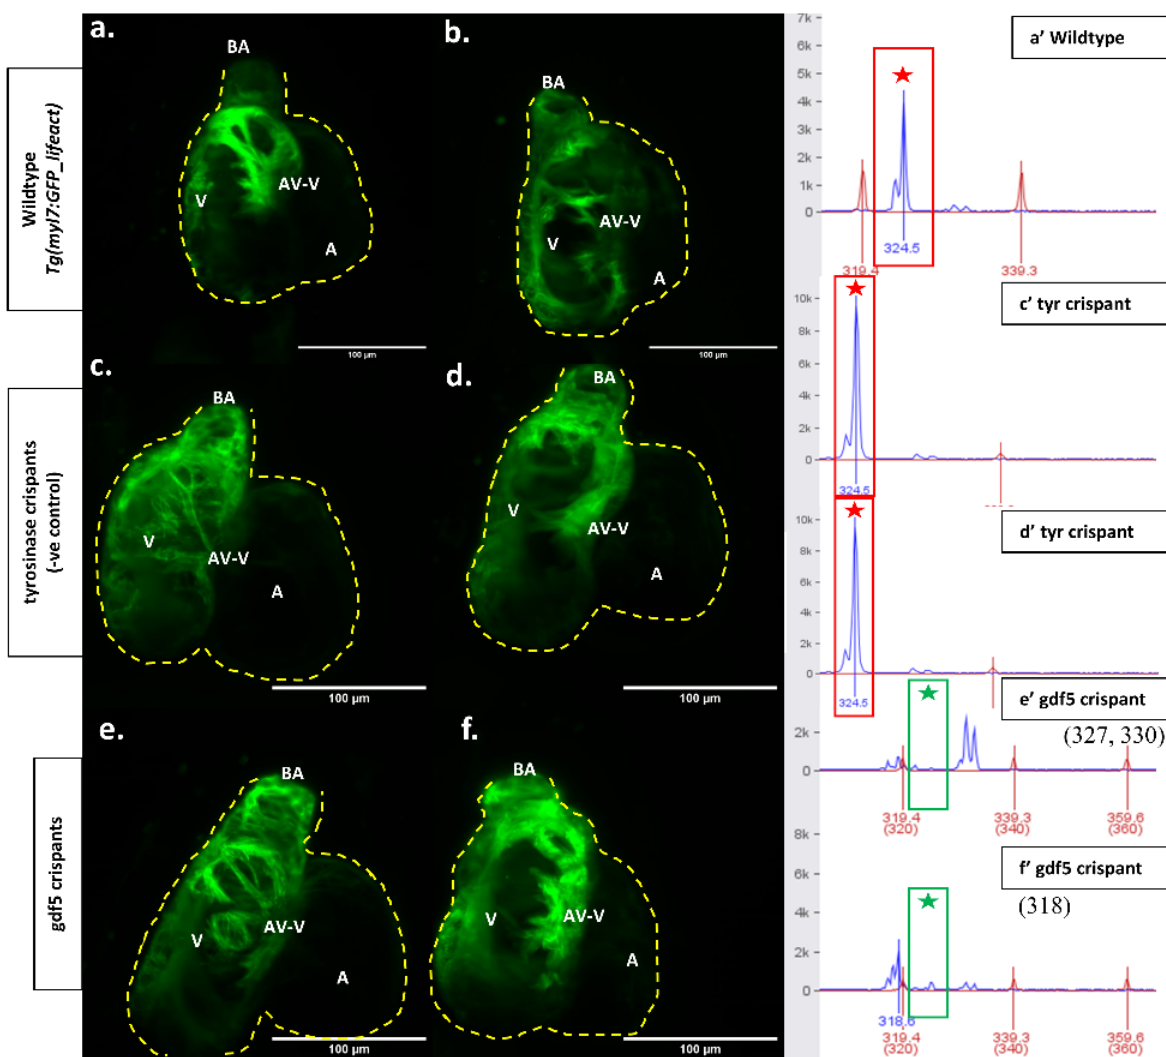 Wildtype
Tg(myl7:GFP_lifeact)
tyrosinase crispants
(-ve control)
gdf5 crispants
a.
BA
V
AV-V
A
100 µm
b.
BA
V
AV-V
A
100 µm
c.
BA
V
AV-V
A
100 µm
d.
BA
V
AV-V
A
100 µm
e.
BA
V
AV-V
A
100 µm
f.
BA
V
AV-V
A
100 µm
a' Wildtype
7k
6k
5k
4k
3k
2k
1k
0
319.4
324.5
339.3
c' tyr crispant
10k
8k
6k
4k
2k
0
324.5
d' tyr crispant
10k
8k
6k
4k
2k
0
324.5
e' gdf5 crispant
(327, 330)
2k
0
319.4
(320)
339.3
(340)
359.6
(360)
f' gdf5 crispant
(318)
8k
6k
4k
2k
0
318.6
319.4
(320)
339.3
(340)
359.6
(360)